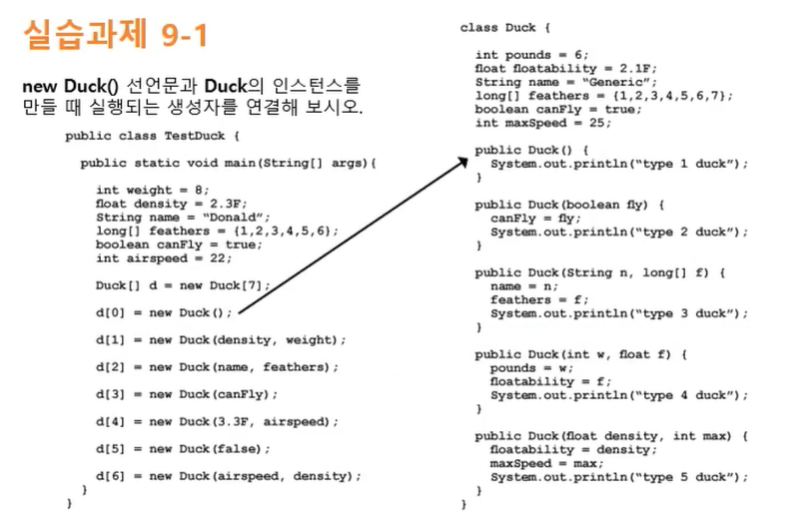 실습과제 9-1
new Duck() 선언문과 Duck의 인스턴스를
만들 때 실행되는 생성자를 연결해 보시오.
public class TestDuck {
public static void main(String[] args){
int weight = 8;
float density = 2.3F;
String name = "Donald";
long[] feathers = {1,2,3,4,5,6};
boolean canFly = true;
int airspeed = 22;
Duck[] d = new Duck[7];
d[0] = new Duck();
d[1] = new Duck(density, weight);
d[2] = new Duck(name, feathers);
d[3] = new Duck(canFly);
d[4] = new Duck(3.3F, airspeed);
d[5] = new Duck(false);
d[6] = new Duck(airspeed, density);
}
}
class Duck {
int pounds = 6;
float floatability = 2.1F;
String name = "Generic";
long[] feathers = {1,2,3,4,5,6,7};
boolean canFly = true;
int maxSpeed = 25;
public Duck() {
System.out.println("type 1 duck");
}
public Duck(boolean fly) {
canFly = fly;
System.out.println("type 2 duck");
}
public Duck(String n, long[] f) {
name = n;
feathers = f;
System.out.println("type 3 duck");
}
public Duck(int w, float f) {
pounds = w;
floatability = f;
System.out.println("type 4 duck");
}
public Duck(float density, int max) {
floatability = density;
maxSpeed = max;
System.out.println("type 5 duck");
}
}